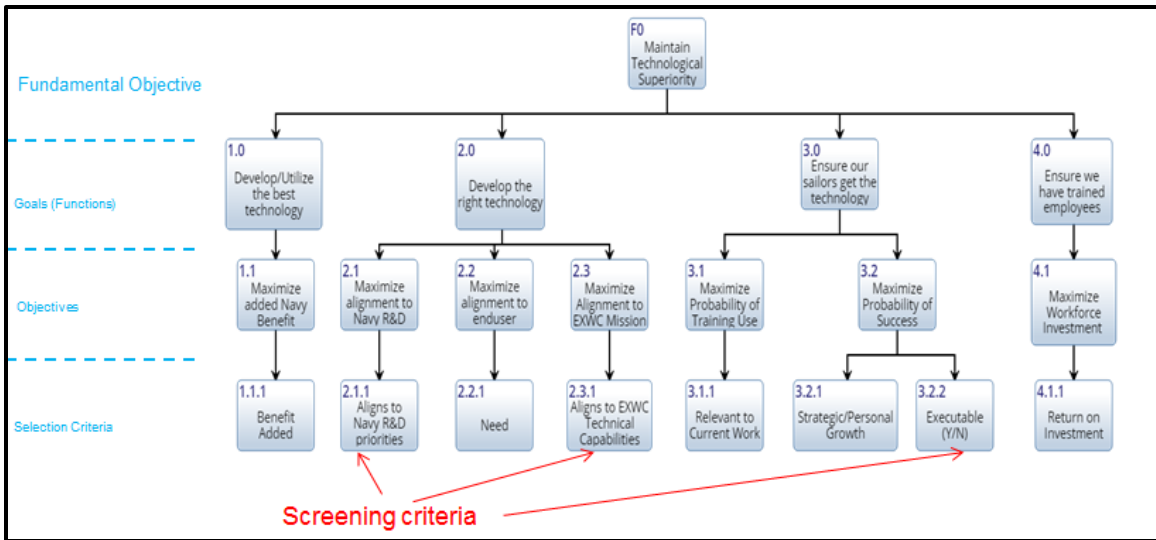 F0
Maintain
Technological
Superiority
Fundamental Objective
1.0
Develop/Utilize
the best
technology
2.0
Develop the
right technology
3.0
Ensure our
sailors get the
technology
4.0
Ensure we
have trained
employees
Goals (Functions)
1.1
Maximize
added Navy
Benefit
2.1
Maximize
alignment to
Navy R&D
2.2
Maximize
alignment to
enduser
2.3
Maximize
Alignment to
EXWC Mission
3.1
Maximize
Probability of
Training Use
3.2
Maximize
Probability of
Success
4.1
Maximize
Workforce
Investment
Objectives
1.1.1
Benefit
Added
2.1.1
Aligns to
Navy R&D
priorities
2.2.1
Need
2.3.1
Aligns to EXWC
Technical
Capabilities
3.1.1
Relevant to
Current Work
3.2.1
Strategic/Personal
Growth
3.2.2
Executable
(Y/N)
4.1.1
Return on
Investment
Selection Criteria
Screening criteria